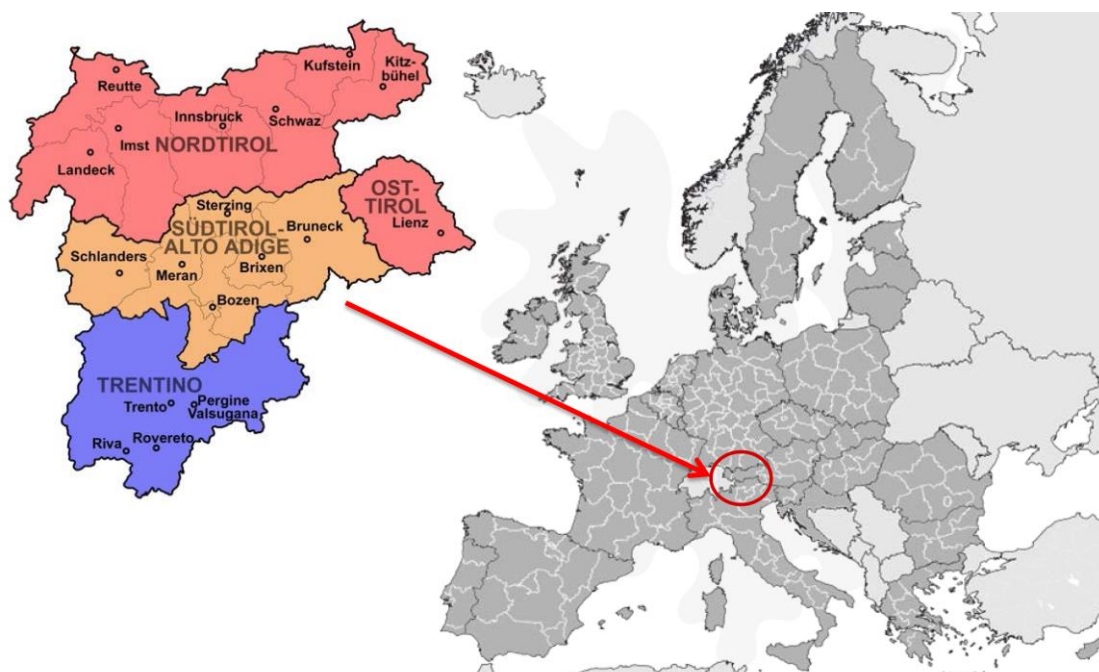 Kufstein
Kitz-
bühel
Reutte
Innsbruck
Schwaz
Imst
NORDTIROL
Landeck
OST-
TIROL
Lienz
Sterzing
SÜDTIROL-
ALTO ADIGE
Bruneck
Schlanders
Meran
Brixen
Bozen
TRENTINO
Trento
Pergine
Valsugana
Riva
Rovereto